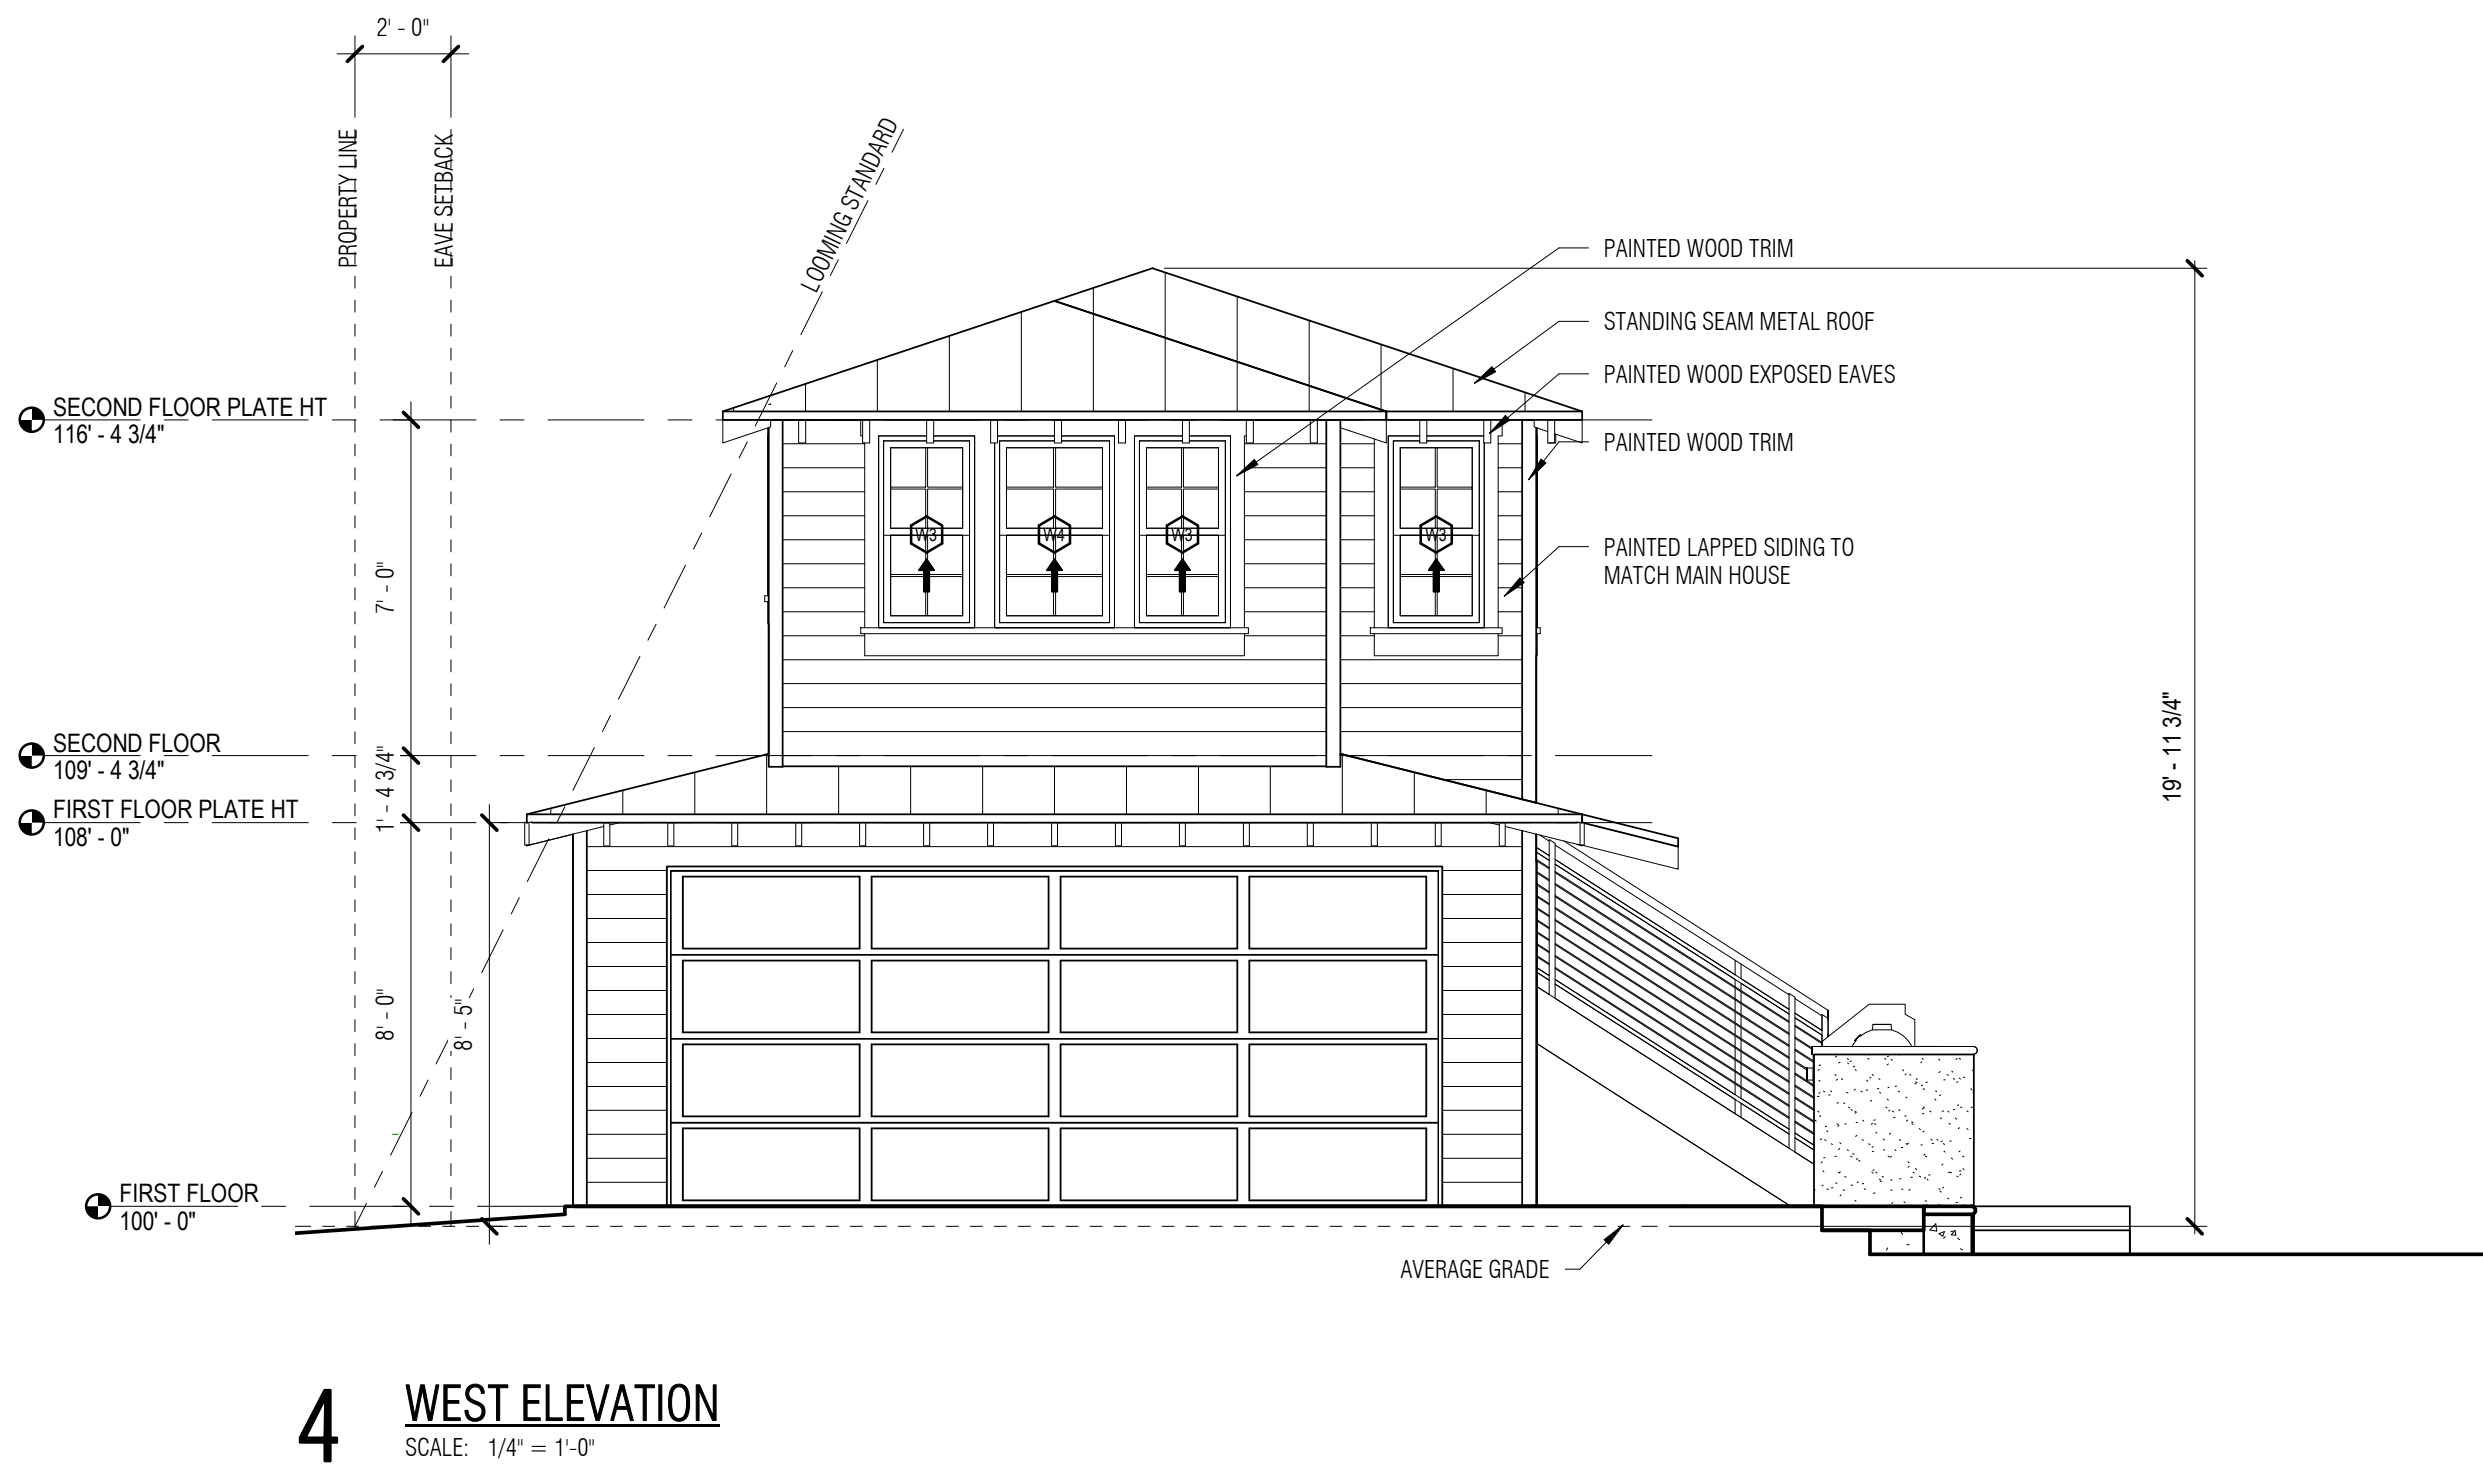 2' - 0"
PROPERTY LINE
EAVE SETBACK
LOOMING STANDARD
PAINTED WOOD TRIM
STANDING SEAM METAL ROOF
PAINTED WOOD EXPOSED EAVES
PAINTED WOOD TRIM
PAINTED LAPPED SIDING TO
MATCH MAIN HOUSE
SECOND FLOOR PLATE HT
116' - 4 3/4"
W3
W4
W3
W3
7' - 0"
SECOND FLOOR
109' - 4 3/4"
1' - 4 3/4"
FIRST FLOOR PLATE HT
108' - 0"
19' - 11 3/4"
8' - 0"
8' - 5"
FIRST FLOOR
100' - 0"
AVERAGE GRADE
4
WEST ELEVATION
SCALE: 1/4" = 1'-0"